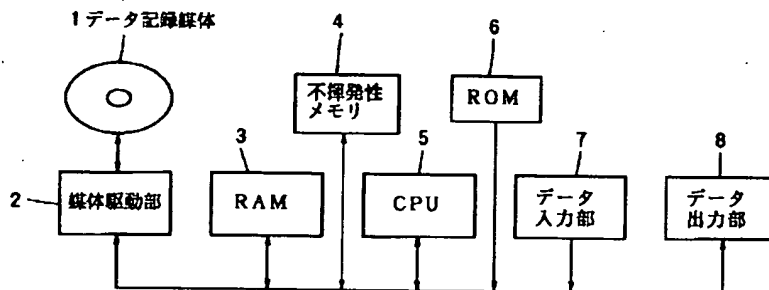 1 データ記録媒体
4
不揮発性
メモリ
6
ROM
2
媒体駆動部
3
RAM
5
CPU
7
データ
入力部
8
データ
出力部